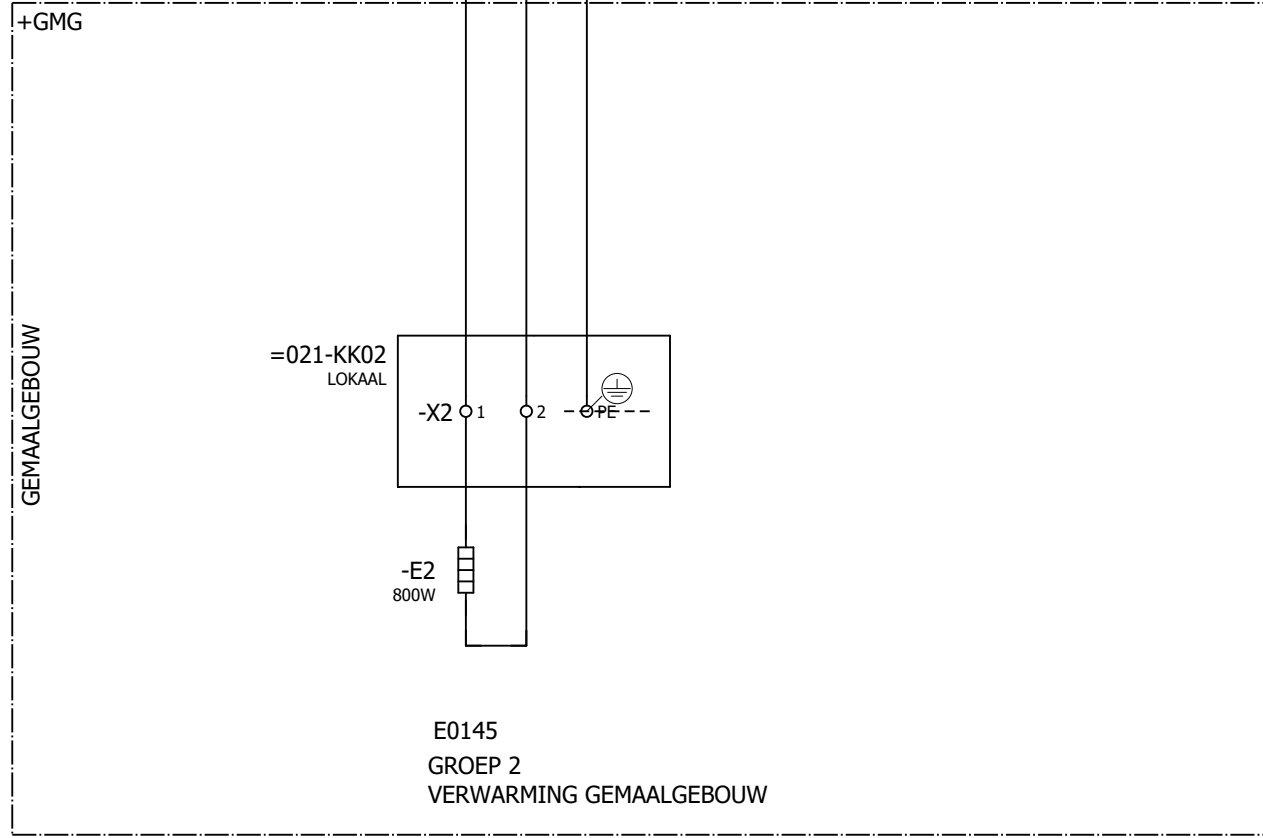 +GMG
GEMAALGEBOUW
=021-KK02
LOKAAL
-X2 1 2 PE
-E2
800W
E0145
GROEP 2
VERWARMING GEMAALGEBOUW